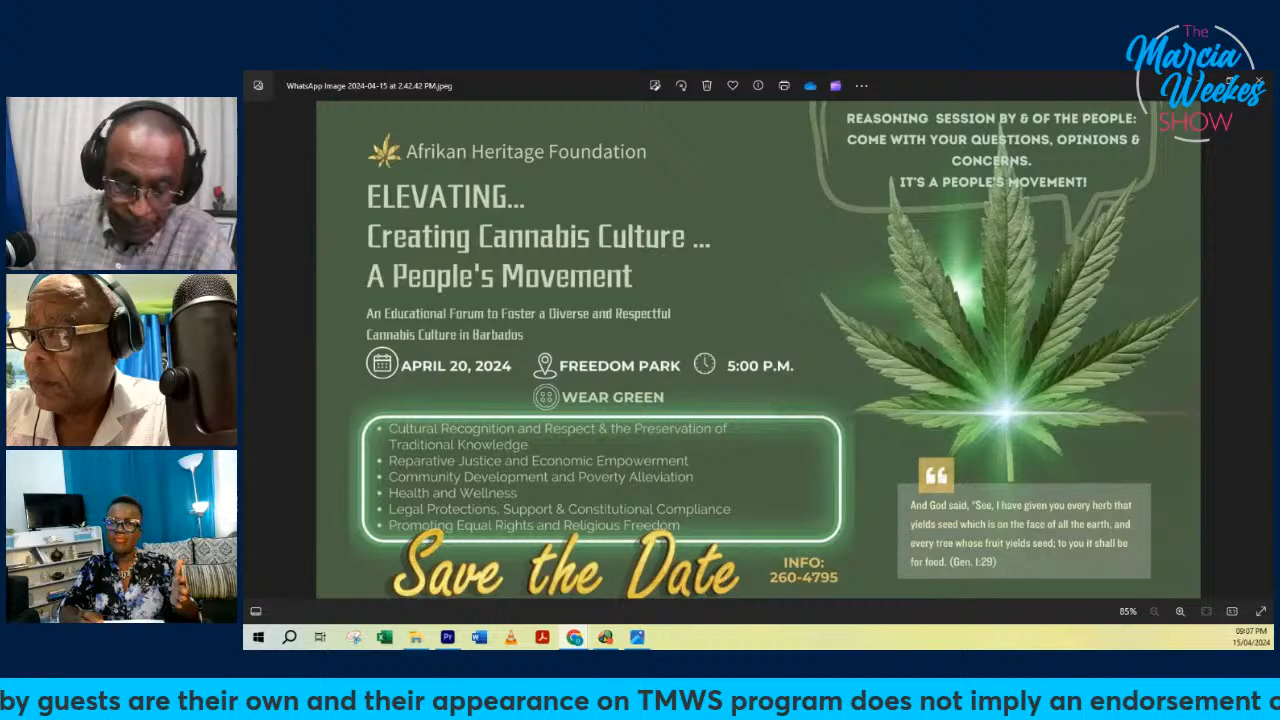 The
Marcia
Weekes
SHOW
WhatsApp Image 2024-04-15 at 2.42.42 PM.jpeg
REASONING SESSION BY & OF THE PEOPLE:
COME WITH YOUR QUESTIONS, OPINIONS &
CONCERNS.
IT'S A PEOPLE'S MOVEMENT!
Afrikan Heritage Foundation
ELEVATING...
Creating Cannabis Culture ...
A People's Movement
An Educational Forum to Foster a Diverse and Respectful
Cannabis Culture in Barbados
APRIL 20, 2024 FREEDOM PARK 5:00 P.M.
WEAR GREEN
• Cultural Recognition and Respect & the Preservation of
Traditional Knowledge
• Reparative Justice and Economic Empowerment
• Community Development and Poverty Alleviation
• Health and Wellness
• Legal Protections, Support & Constitutional Compliance
• Promoting Equal Rights and Religious Freedom
Save the Date
INFO:
260-4795
And God said, "See, I have given you every herb that
yields seed which is on the face of all the earth, and
every tree whose fruit yields seed; to you it shall be
for food. (Gen. 1:29)
85%
09:07 PM
15/04/2024
by guests are their own and their appearance on TMWS program does not imply an endorsement